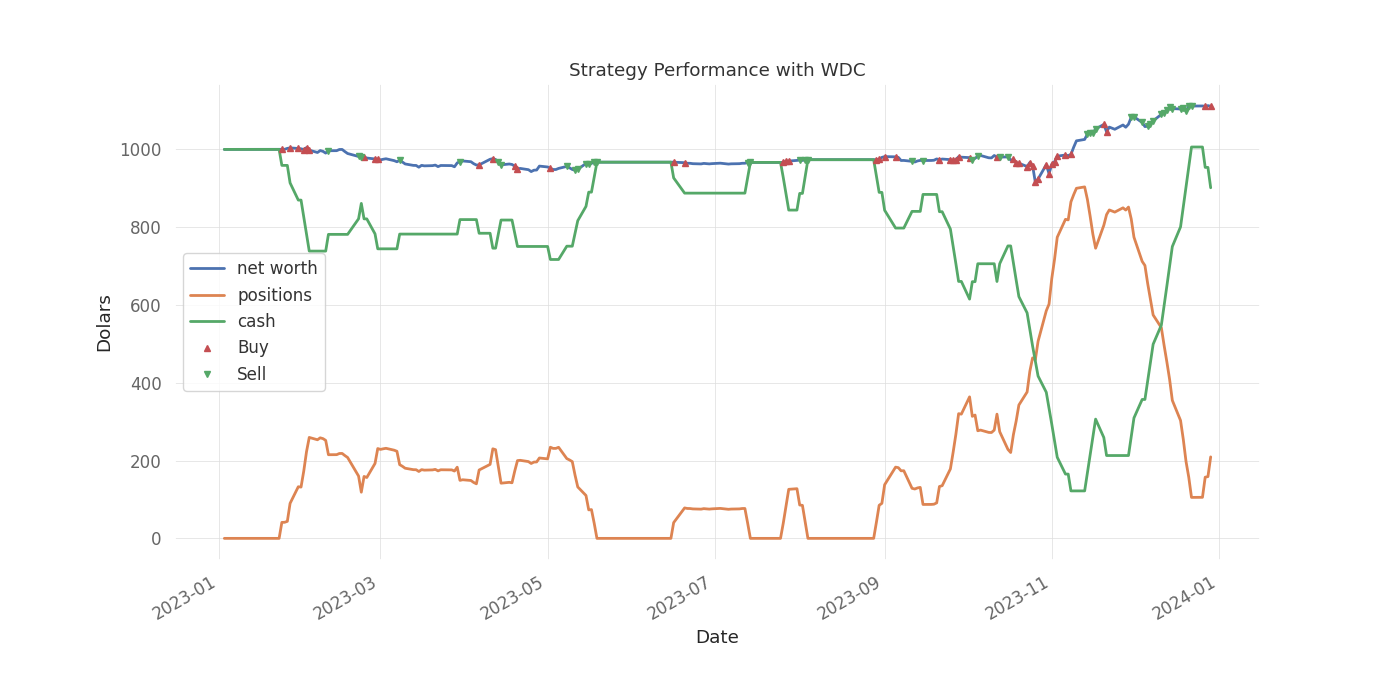 Strategy Performance with WDC
Dolars
1000
800
600
400
200
0
net worth
positions
cash
Buy
Sell
2023-01
2023-03
2023-05
2023-07
2023-09
2023-11
2024-01
Date